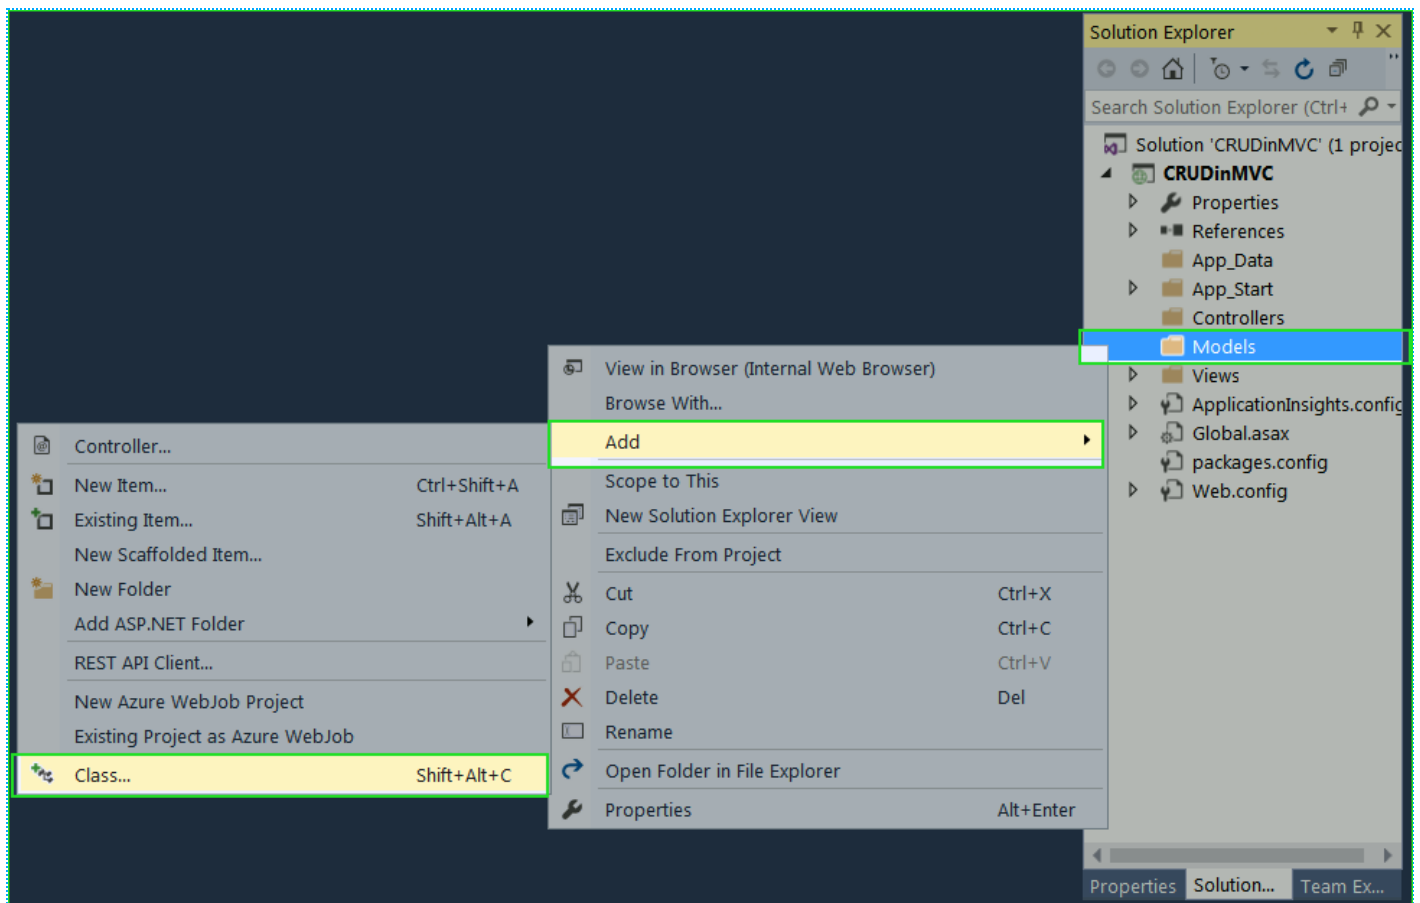 Solution Explorer
Search Solution Explorer (Ctrl+
Solution 'CRUDinMVC' (1 projec
CRUDinMVC
Properties
References
App_Data
App_Start
Controllers
Models
Views
ApplicationInsights.config
Global.asax
packages.config
Web.config
View in Browser (Internal Web Browser)
Browse With...
Add
Scope to This
New Solution Explorer View
Exclude From Project
Cut Ctrl+X
Copy Ctrl+C
Paste Ctrl+V
Delete Del
Rename
Open Folder in File Explorer
Properties Alt+Enter
Controller...
New Item... Ctrl+Shift+A
Existing Item... Shift+Alt+A
New Scaffolded Item...
New Folder
Add ASP.NET Folder
REST API Client...
New Azure WebJob Project
Existing Project as Azure WebJob
Class... Shift+Alt+C
Properties Solution... Team Ex...